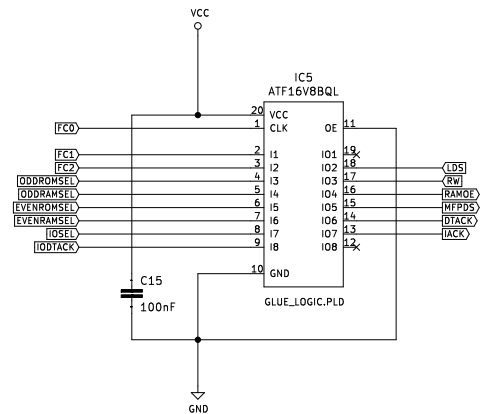 VCC
IC5
ATF16V8BQL
20 VCC
FC0 1 CLK OE 11
FC1 2 I1 IO1 19
FC2 3 I2 IO2 18 LDS
ODDROMSEL 4 I3 IO3 17 RW
ODDRAMSEL 5 I4 IO4 16 RAMOE
EVENROMSEL 6 I5 IO5 15 MFPDS
EVENRAMSEL 7 I6 IO6 14 DTACK
IOSEL 8 I7 IO7 13 IACK
IODTACK 9 I8 IO8 12
10 GND
C15
100nF
GLUE_LOGIC.PLD
GND